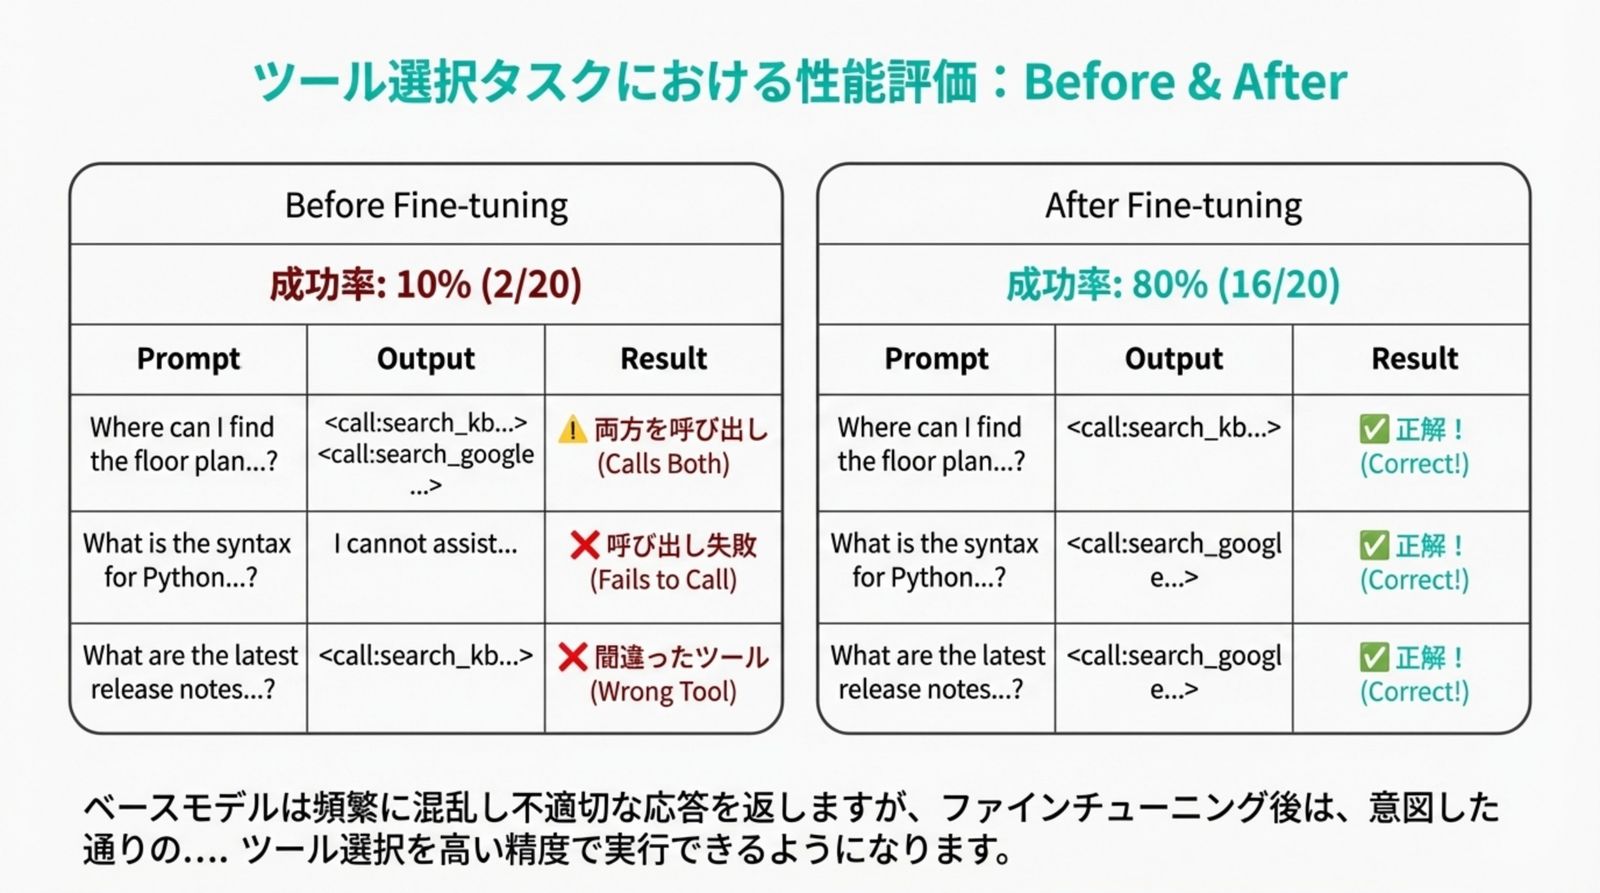 ツール選択タスクにおける性能評価：Before & After
Before Fine-tuning
成功率: 10% (2/20)
Prompt Output Result
Where can I find
the floor plan...?
<call:search_kb...>
<call:search_google
...>
⚠️ 両方を呼び出し
(Calls Both)
What is the syntax
for Python...?
I cannot assist...
❌ 呼び出し失敗
(Fails to Call)
What are the latest
release notes...?
<call:search_kb...>
❌ 間違ったツール
(Wrong Tool)
After Fine-tuning
成功率: 80% (16/20)
Prompt Output Result
Where can I find
the floor plan...?
<call:search_kb...>
✅ 正解！
(Correct!)
What is the syntax
for Python...?
<call:search_googl
e...>
✅ 正解！
(Correct!)
What are the latest
release notes...?
<call:search_googl
e...>
✅ 正解！
(Correct!)
ベースモデルは頻繁に混乱し不適切な応答を返しますが、ファインチューニング後は、意図した
通りの.... ツール選択を高い精度で実行できるようになります。